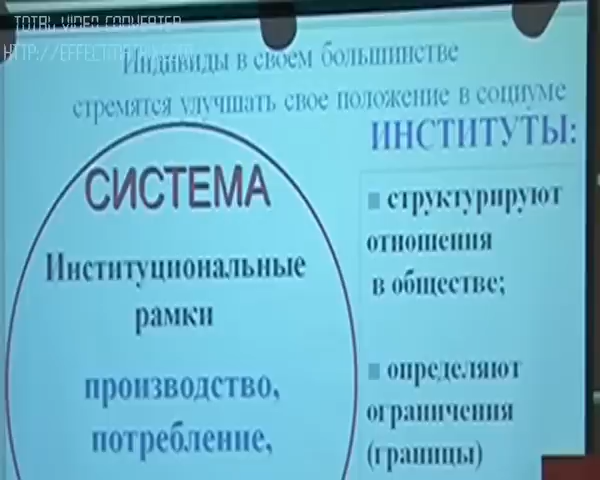 TOTAL VIDEO CONVERTER
Индивиды в своем большинстве
стремятся улучшать свое положение в социуме
СИСТЕМА
Институциональные
рамки
производство,
потребление,
ИНСТИТУТЫ:
структурируют
отношения
в обществе;
определяют
ограничения
(границы)